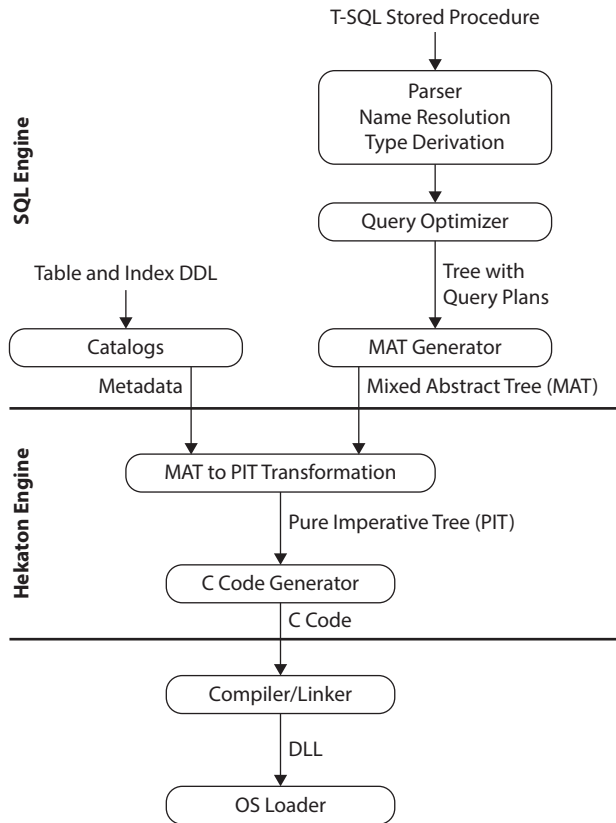 T-SQL Stored Procedure
Parser
Name Resolution
Type Derivation
SQL Engine
Query Optimizer
Tree with
Query Plans
Table and Index DDL
Catalogs
MAT Generator
Metadata
Mixed Abstract Tree (MAT)
Hekaton Engine
MAT to PIT Transformation
Pure Imperative Tree (PIT)
C Code Generator
C Code
Compiler/Linker
DLL
OS Loader